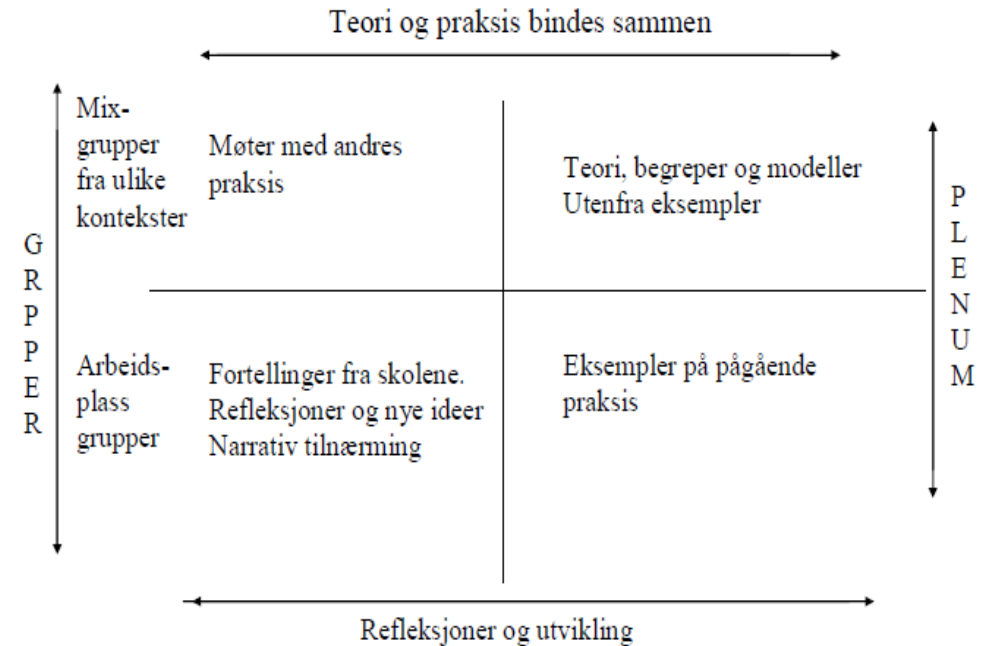 Teori og praksis bindes sammen
Mix-
grupper
fra ulike
kontekster
Møter med andres
praksis
Teori, begreper og modeller
Utenfra eksempler
GRPPER
PLENUM
Arbeids-
plass
grupper
Fortellinger fra skolene.
Refleksjoner og nye ideer
Narrativ tilnærming
Eksempler på pågående
praksis
Refleksjoner og utvikling